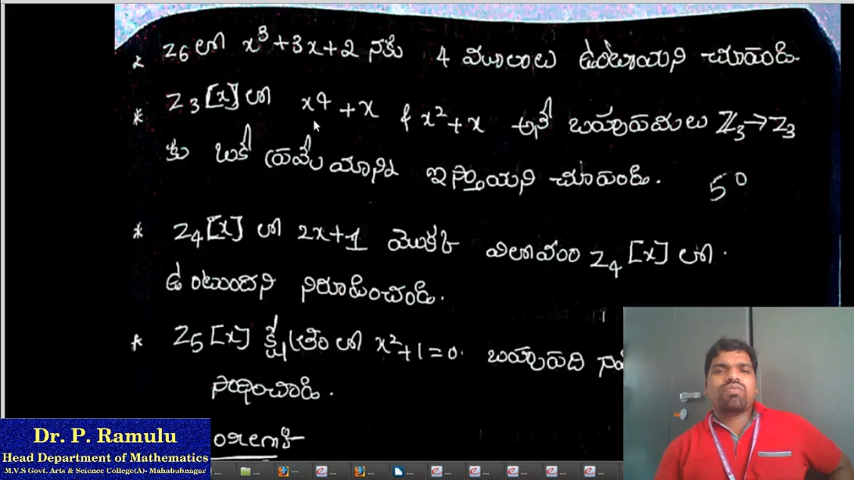 * Z6 లో x³+3x+2 నకు 4 మూలాలు ఉంటాయని చూపండి.
* Z3[x] లో x4 + x & x²+x అనే బహుపదులు Z3→Z3
కు ఒకే ప్రమేయాన్ని ఇస్తాయని చూపండి. 5
* Z4[x] లో 2x+1 యొక్క విలోమం Z4[x] లో
ఉంటుందని నిరూపించండి.
* Z5[x] క్షేత్రం లో x²+1=0. బహుపది
సాధించండి.
Dr. P. Ramulu
Head Department of Mathematics
M.V.S Govt. Arts & Science College(A)- Mahabubnagar